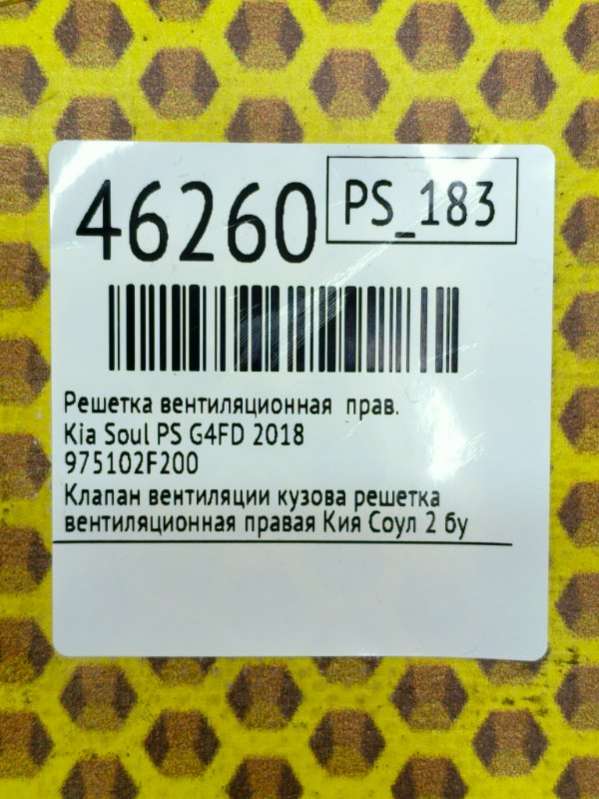 46260
PS_183
Решетка вентиляционная прав.
Kia Soul PS G4FD 2018
975102F200
Клапан вентиляции кузова решетка
вентиляционная правая Кия Соул 2 бу